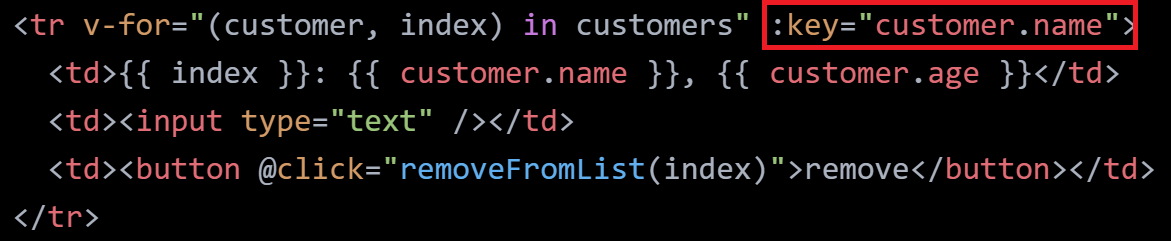 <tr v-for="(customer, index) in customers" :key="customer.name">
<td>{{ index }}: {{ customer.name }}, {{ customer.age }}</td>
<td><input type="text" /></td>
<td><button @click="removeFromList(index)">remove</button></td>
</tr>